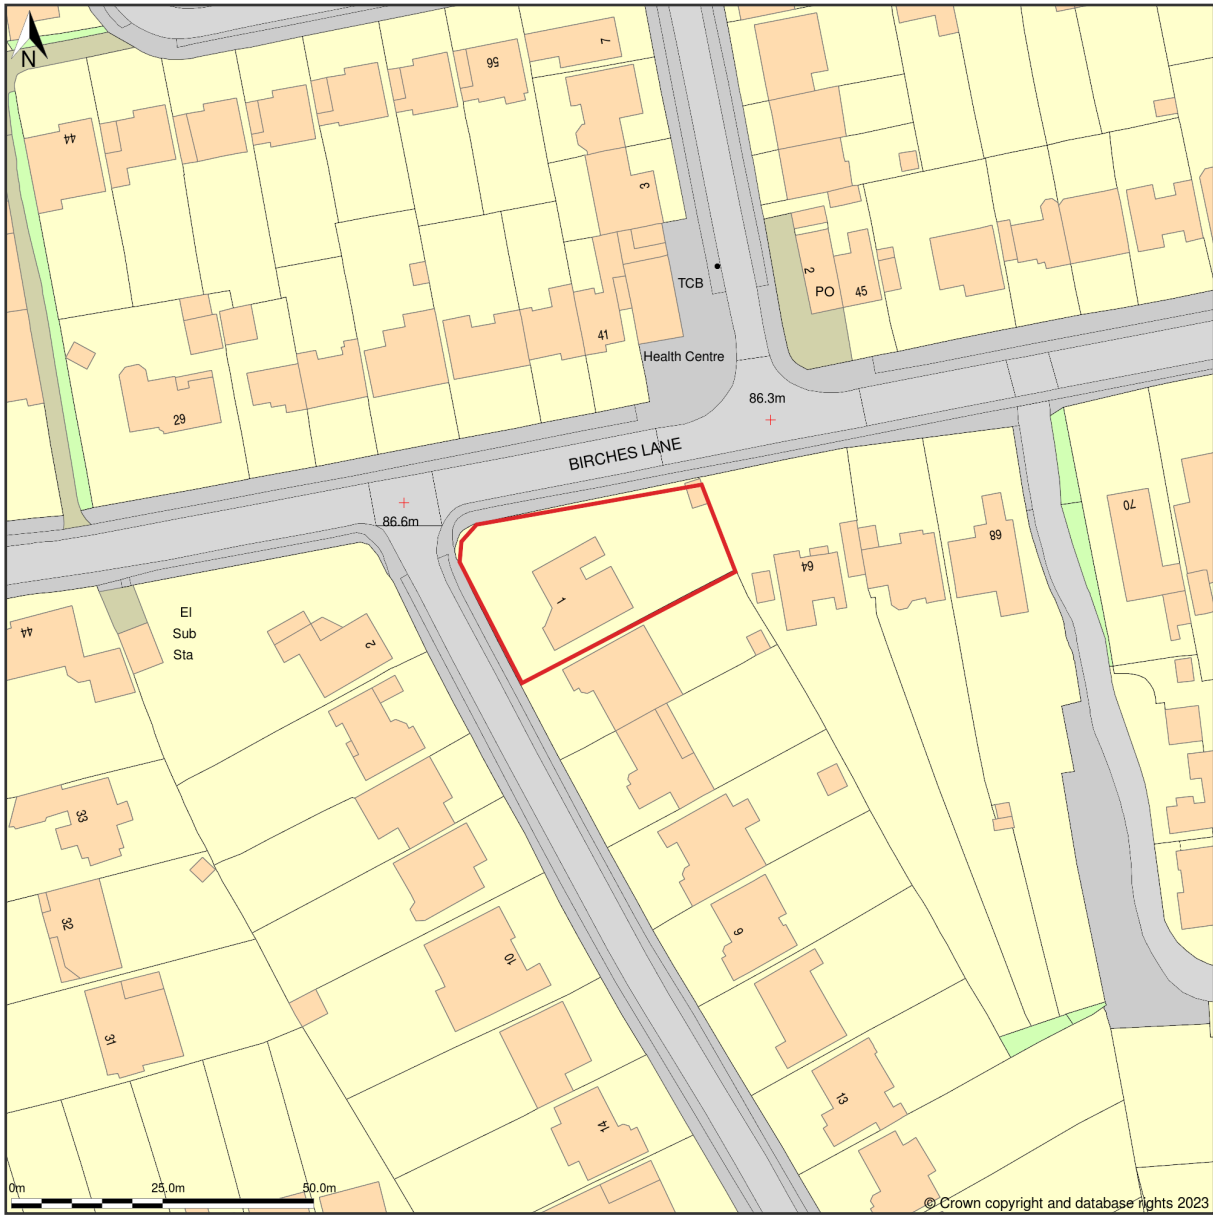 N
44
56
7
3
TCB
2
PO
45
41
Health Centre
29
86.3m
BIRCHES LANE
86.6m
70
68
64
1
El
Sub
Sta
44
2
33
32
9
10
31
13
14
0m
25.0m
50.0m
© Crown copyright and database rights 2023